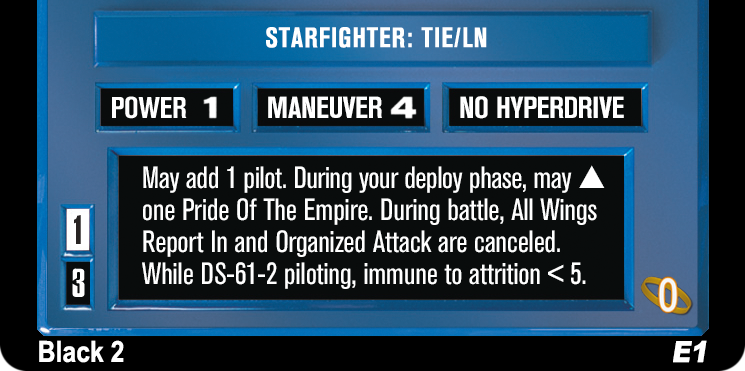 STARFIGHTER: TIE/LN
POWER 1 MANEUVER 4 NO HYPERDRIVE
May add 1 pilot. During your deploy phase, may ▲
one Pride Of The Empire. During battle, All Wings
Report In and Organized Attack are canceled.
While DS-61-2 piloting, immune to attrition < 5.
1
3
0
Black 2 E1